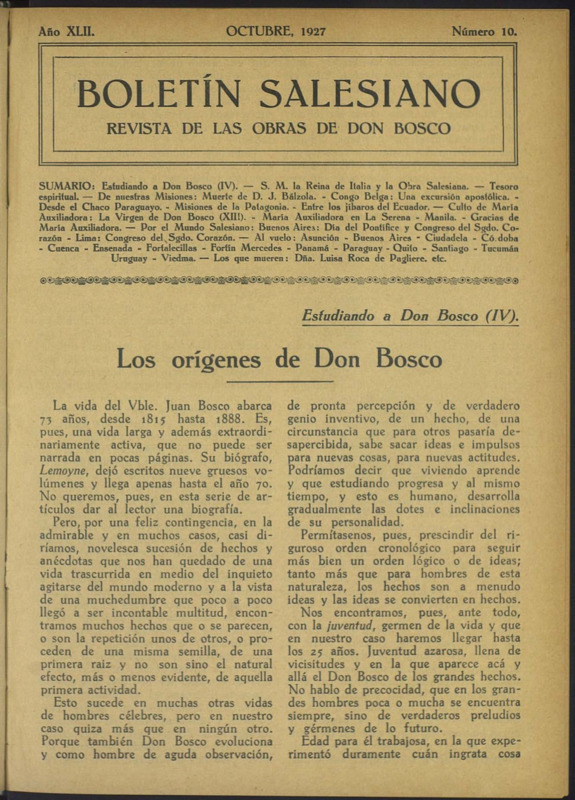 Año XLII. OCTUBRE, 1927 Número 10.
BOLETÍN SALESIANO
REVISTA DE LAS OBRAS DE DON BOSCO
SUMARIO: Estudiando a Don Bosco (IV). — S. M. la Reina de Italia y la Obra Salesiana. — Tesoro
espiritual. — De nuestras Misiones: Muerte de D. J. Bálzola. - Congo Belga: Una excursión apostólica. -
Desde el Chaco Paraguayo. - Misiones de la Patagonia. - Entre los jíbaros del Ecuador. — Culto de María
Auxiliadora: La Virgen de Don Bosco (XII!). - María Auxiliadora en La Serena - Manila. - Gracias de
María Auxiliadora. — Por el Mundo Salesiano: Buenos Aires: Día del Pontífice y Congreso del Sgdo. Co-
razón - Lima: Congreso del Sgdo. Corazón. — Al vuelo: Asunción - Buenos Aires - Ciudadela - Có.doba
- Cuenca - Ensenada - Fortalecillas - Fortín Mercedes - Panamá - Paraguay - Quito - Santiago - Tucumán
Uruguay - Viedma. — Los que mueren: Dña. Luisa Roca de Pagliere, etc.
Estudiando a Don Bosco (IV).
Los orígenes de Don Bosco
La vida del Vble. Juan Bosco abarca
73 años, desde 1815 hasta 1888. Es,
pues, una vida larga y además extraordi-
nariamente activa, que no puede ser
narrada en pocas páginas. Su biógrafo,
Lemoyne, dejó escritos nueve gruesos vo-
lúmenes y llega apenas hasta el año 70.
No queremos, pues, en esta serie de ar-
tículos dar al lector una biografía.
Pero, por una feliz contingencia, en la
admirable y en muchos casos, casi di-
ríamos, novelesca sucesión de hechos y
anécdotas que nos han quedado de una
vida trascurrida en medio del inquieto
agitarse del mundo moderno y a la vista
de una muchedumbre que poco a poco
llegó a ser incontable multitud, encon-
tramos muchos hechos que o se parecen,
o son la repetición unos de otros, o pro-
ceden de una misma semilla, de una
primera raiz y no son sino el natural
efecto, más o menos evidente, de aquella
primera actividad.
Esto sucede en muchas otras vidas
de hombres célebres, pero en nuestro
caso quiza más que en ningún otro.
Porque también Don Bosco evoluciona
y como hombre de aguda observación,
de pronta percepción y de verdadero
genio inventivo, de un hecho, de una
circunstancia que para otros pasaría de-
sapercibida, sabe sacar ideas e impulsos
para nuevas cosas, para nuevas actitudes.
Podríamos decir que viviendo aprende
y que estudiando progresa y al mismo
tiempo, y esto es humano, desarrolla
gradualmente las dotes e inclinaciones
de su personalidad.
Permítasenos, pues, prescindir del ri-
guroso orden cronológico para seguir
más bien un orden lógico o de ideas;
tanto más que para hombres de esta
naturaleza, los hechos son a menudo
ideas y las ideas se convierten en hechos.
Nos encontramos, pues, ante todo,
con la juventud, germen de la vida y que
en nuestro caso haremos llegar hasta
los 25 años. Juventud azarosa, llena de
vicisitudes y en la que aparece acá y
allá el Don Bosco de los grandes hechos.
No hablo de precocidad, que en los gran-
des hombres poca o mucha se encuentra
siempre, sino de verdaderos preludios
y gérmenes de lo futuro.
Edad para él trabajosa, en la que expe-
rimentó duramente cuán ingrata cosa